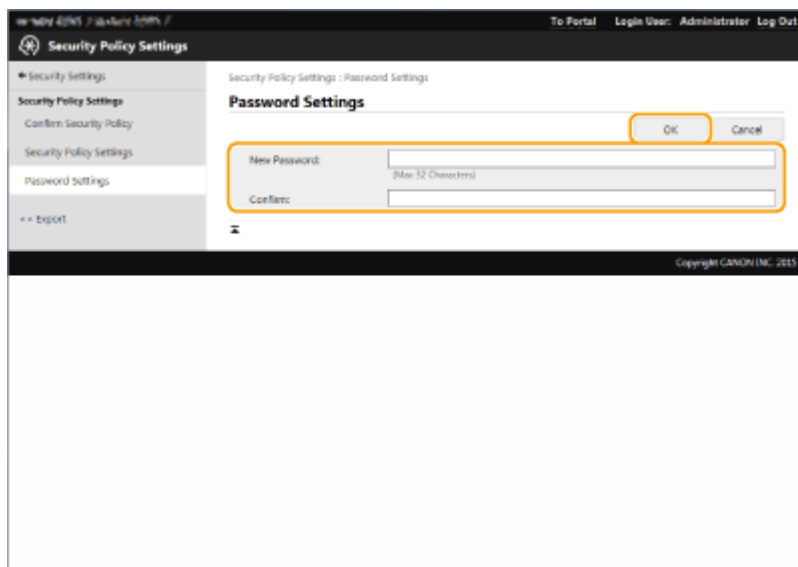 To Portal Login User: Administrator Log Out
Security Policy Settings
Security Settings
Security Policy Settings : Password Settings
Security Policy Settings
Password Settings
Confirm Security Policy
OK Cancel
Security Policy Settings
New Password:
(Max 32 Characters)
Password Settings
Confirm:
Export
Copyright CANON INC. 2015